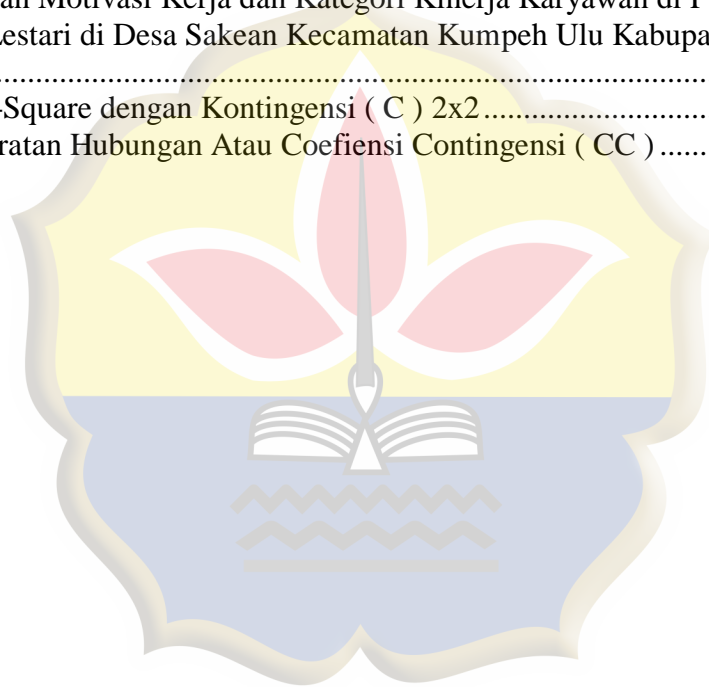 an Motivasi Kerja dan Kategori Kinerja Karyawan di P
Lestari di Desa Sakean Kecamatan Kumpeh Ulu Kabupa
................................................................................................
-Square dengan Kontingensi ( C ) 2x2..............................
ratan Hubungan Atau Coefiensi Contingensi ( CC )......